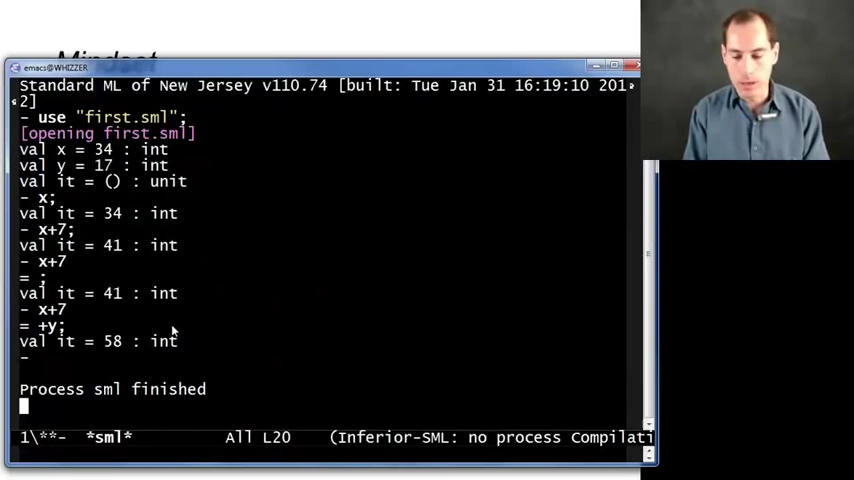 Mindset
emacs@WHIZZER
Standard ML of New Jersey v110.74 [built: Tue Jan 31 16:19:10 201
2]
- use "first.sml";
[opening first.sml]
val x = 34 : int
val y = 17 : int
val it = () : unit
- x;
val it = 34 : int
- x+7;
val it = 41 : int
- x+7
= ;
val it = 41 : int
- x+7
= +y;
val it = 58 : int
-
Process sml finished
1\**- *sml* All L20 (Inferior-SML: no process Compilati